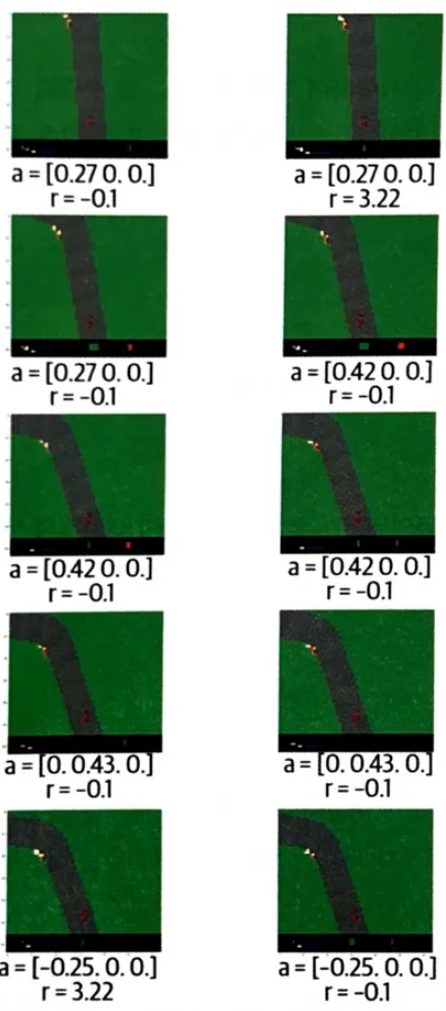 a = [0.27 0. 0.]
a = [0.27 0. 0.]
r = -0.1
r = 3.22
a = [0.27 0. 0.]
a = [0.42 0. 0.]
r = -0.1
r = -0.1
a = [0.42 0. 0.]
a = [0.42 0. 0.]
r = -0.1
r = -0.1
a = [0. 0.43. 0.]
a = [0. 0.43. 0.]
r = -0.1
r = -0.1
a = [-0.25. 0. 0.]
a = [-0.25. 0. 0.]
r = 3.22
r = -0.1